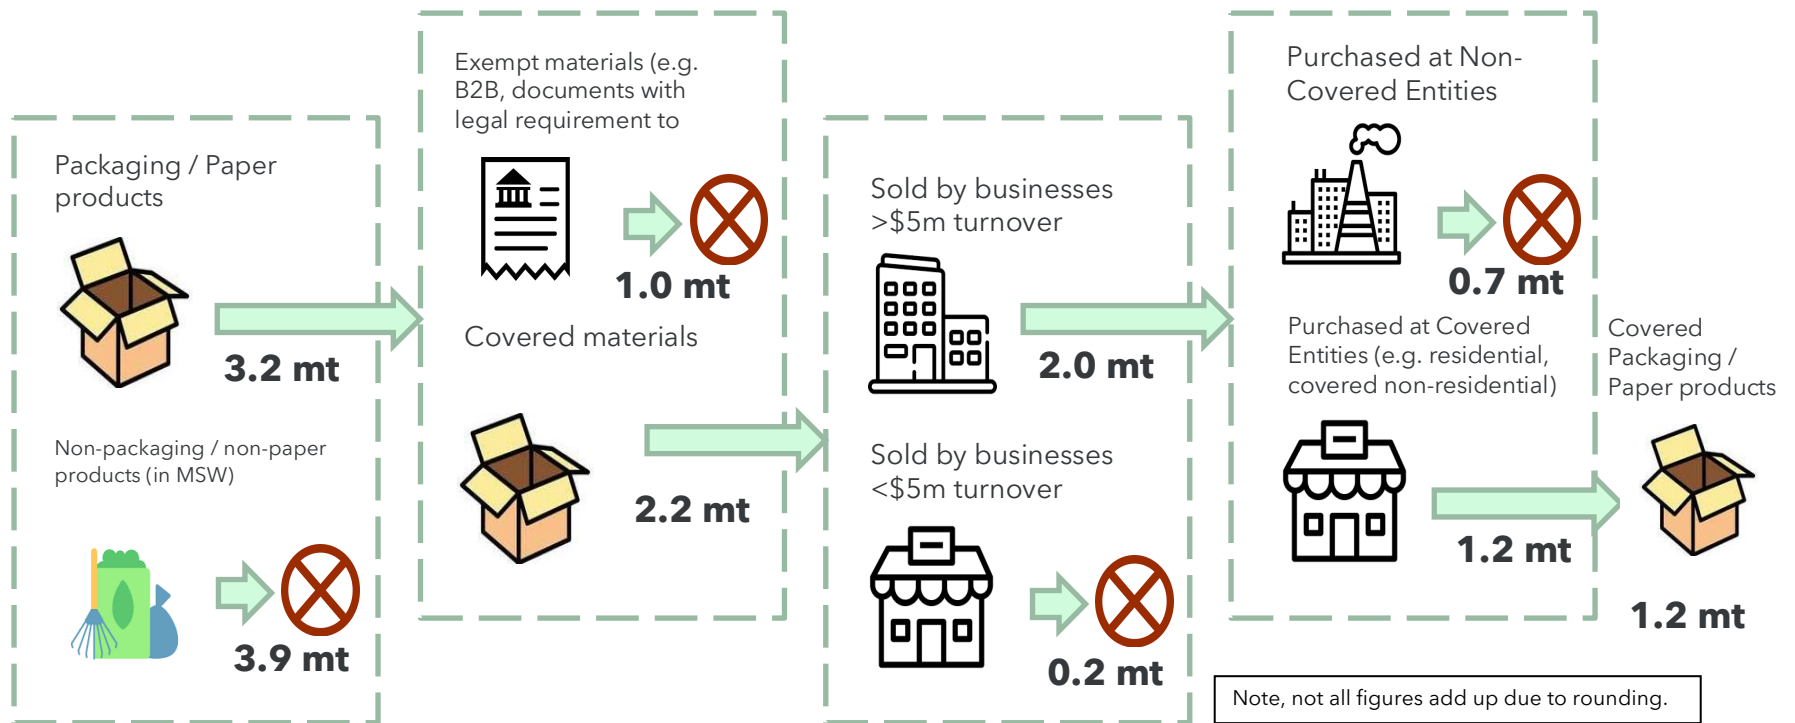 Packaging / Paper
products
3.2 mt
Non-packaging / non-paper
products (in MSW)
3.9 mt
Exempt materials (e.g.
B2B, documents with
legal requirement to
1.0 mt
Covered materials
2.2 mt
Sold by businesses
>$5m turnover
2.0 mt
Sold by businesses
<$5m turnover
0.2 mt
Purchased at Non-
Covered Entities
0.7 mt
Purchased at Covered
Entities (e.g. residential,
covered non-residential)
1.2 mt
Covered
Packaging /
Paper products
1.2 mt
Note, not all figures add up due to rounding.